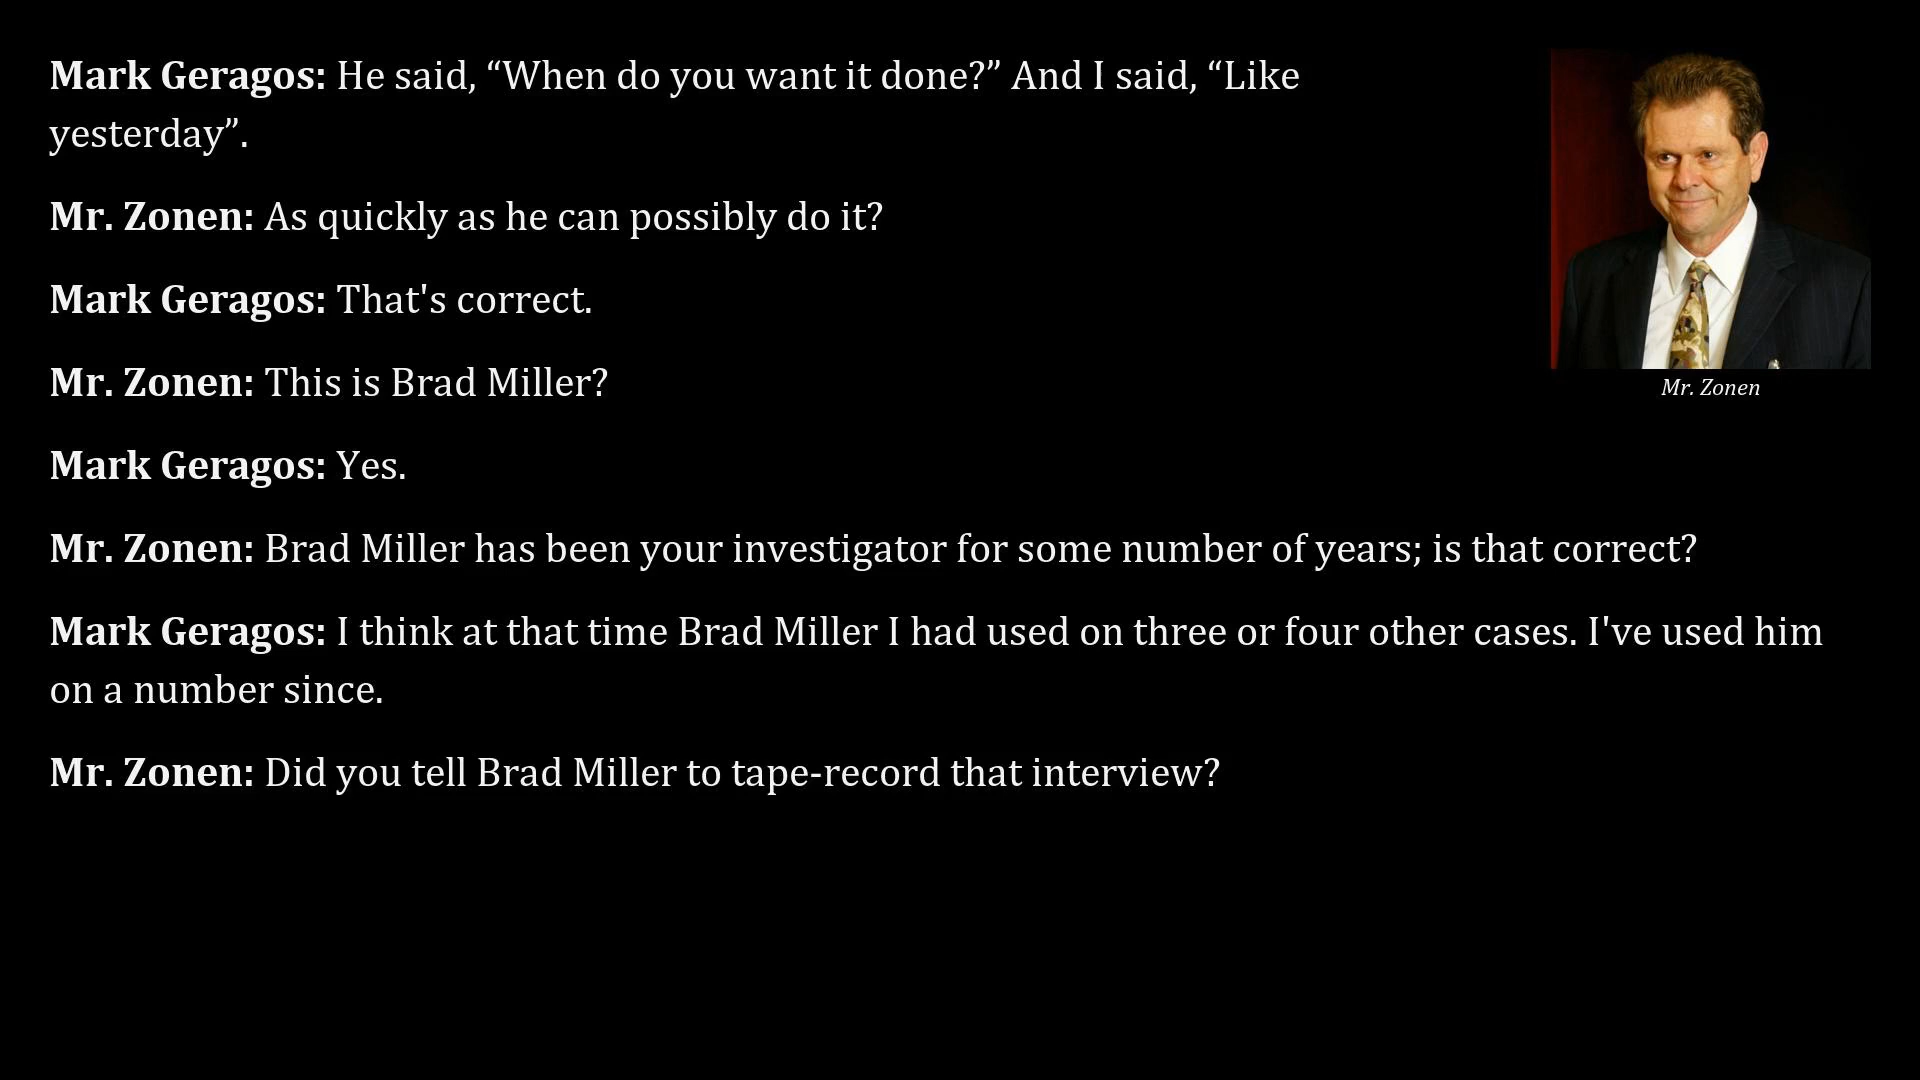 Mark Geragos: He said, “When do you want it done?” And I said, “Like
yesterday”.
Mr. Zonen: As quickly as he can possibly do it?
Mark Geragos: That's correct.
Mr. Zonen: This is Brad Miller?
Mr. Zonen
Mark Geragos: Yes.
Mr. Zonen: Brad Miller has been your investigator for some number of years; is that correct?
Mark Geragos: I think at that time Brad Miller I had used on three or four other cases. I've used him
on a number since.
Mr. Zonen: Did you tell Brad Miller to tape-record that interview?